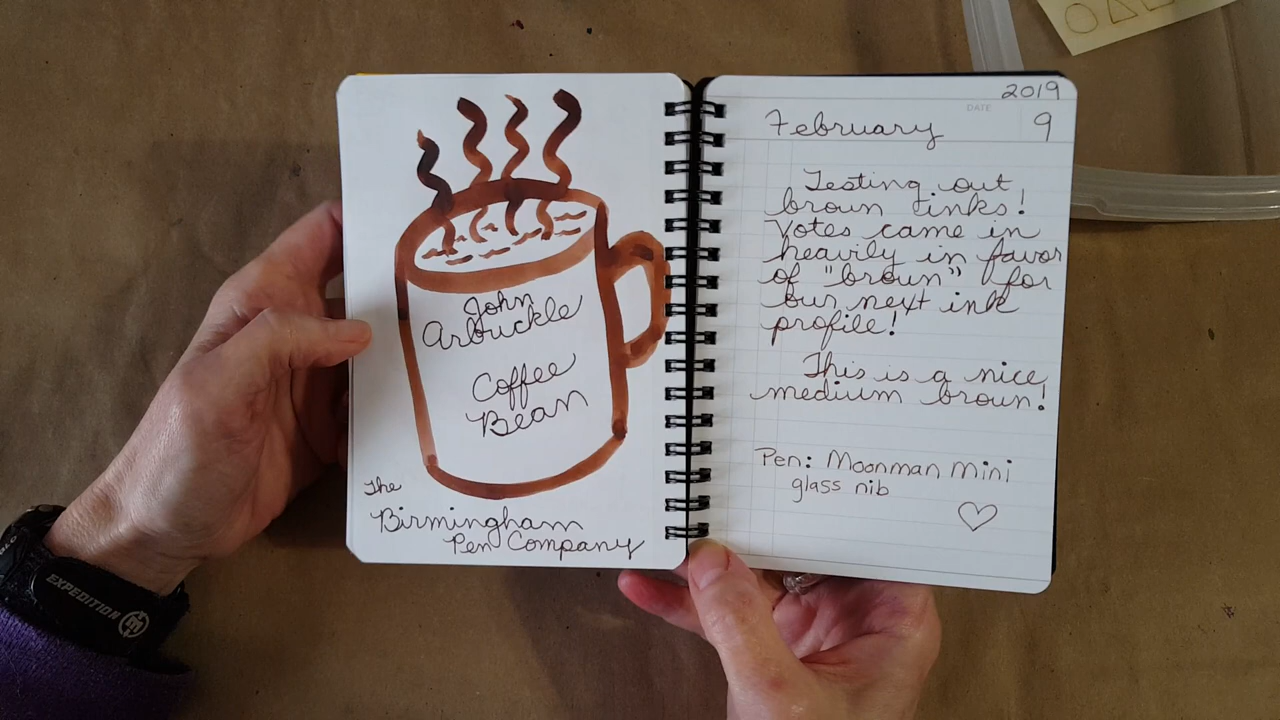 John
Arbuckle
Coffee
Bean
The
Birmingham
Pen Company
2019
DATE
February 9
Testing out
brown inks!
Votes came in
heavily in favor
of "brown" for
our next ink
profile!
This is a nice
medium brown!
Pen: Moonman Mini
glass nib
EXPEDITION